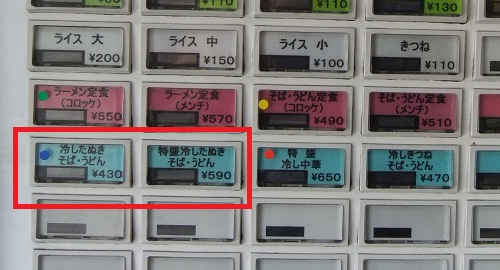 ¥130
¥110
¥130
ライス 大
¥200
ライス 中
¥150
ライス 小
¥100
きつね
¥110
ラーメン定食
(コロッケ)
¥550
ラーメン定食
(メンチ)
¥570
そば・うどん定食
(コロッケ)
¥490
そば・うどん定食
(メンチ)
¥510
冷したぬき
そば・うどん
¥430
特盛冷したぬき
そば・うどん
¥590
特 盛
冷し中華
¥650
冷しきつね
そば・うどん
¥470